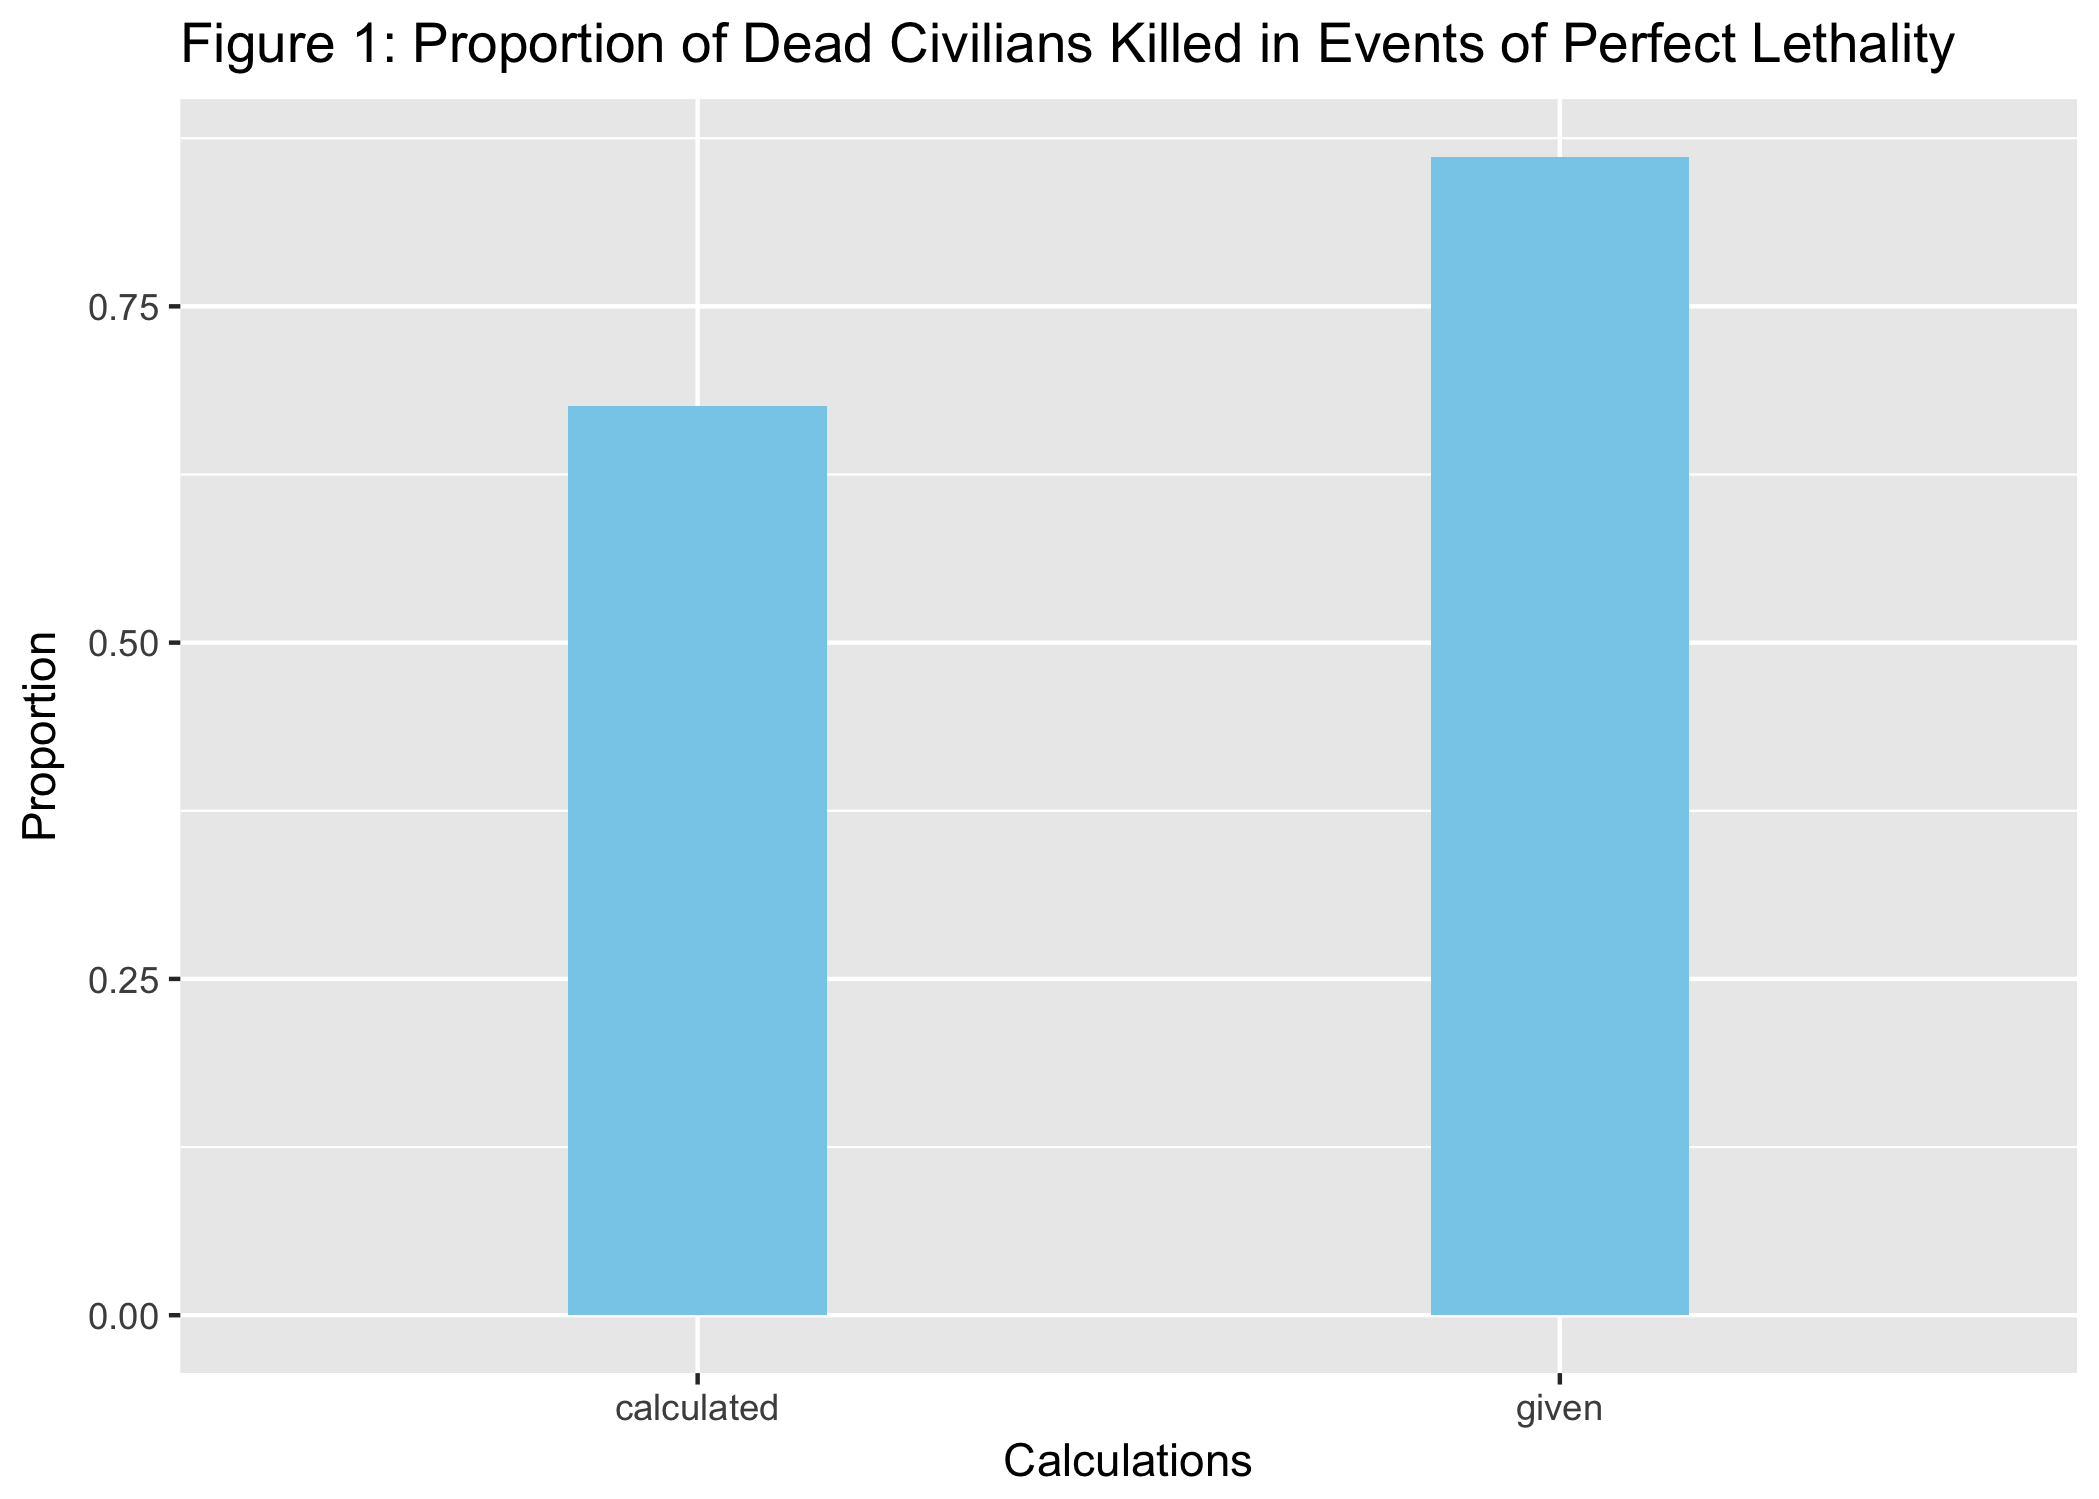 Figure 1: Proportion of Dead Civilians Killed in Events of Perfect Lethality
Proportion
0.75
0.50
0.25
0.00
calculated
given
Calculations